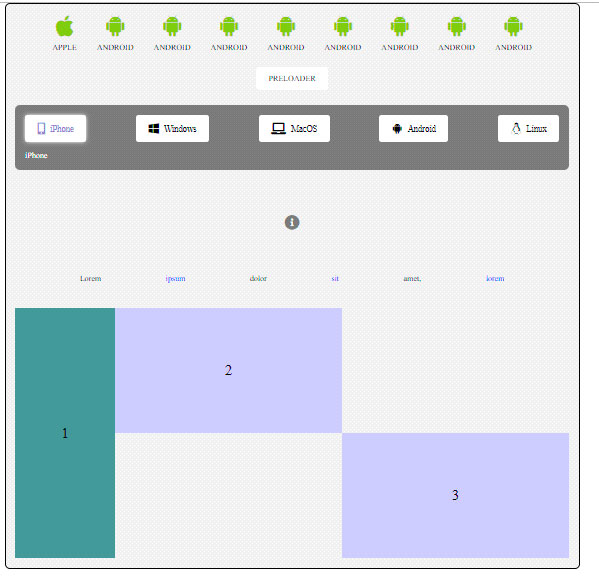 APPLE ANDROID ANDROID ANDROID ANDROID ANDROID ANDROID ANDROID ANDROID
PRELOADER
iPhone Windows MacOS Android Linux
iPhone
Lorem ipsum dolor sit amet. lorem
2
1
3